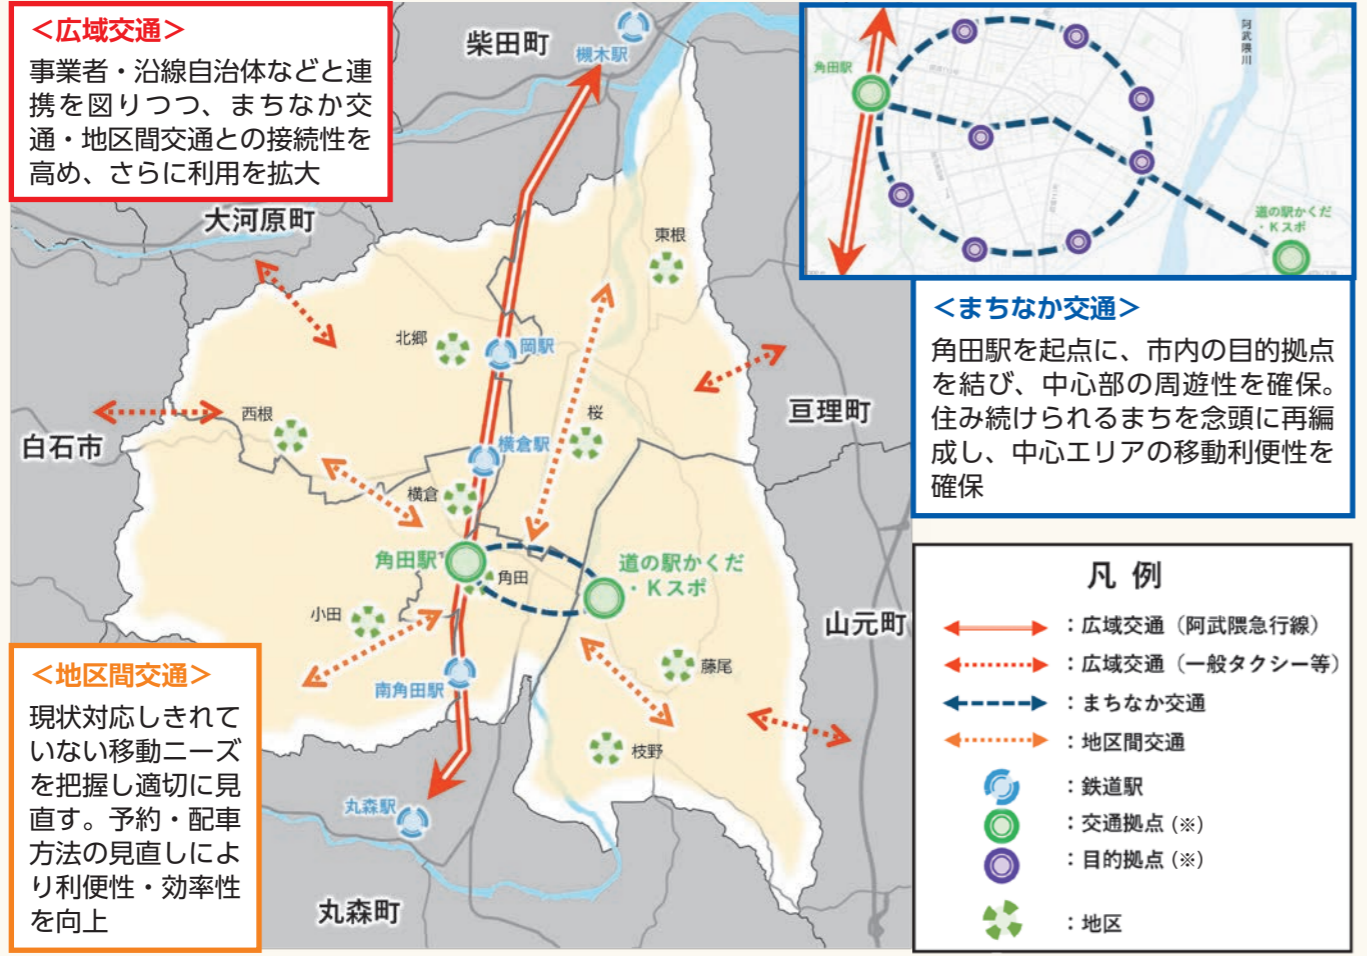 ＜広域交通＞
事業者・沿線自治体などと連
携を図りつつ、まちなか交
通・地区間交通との接続性を
高め、さらに利用を拡大
柴田町
槻木駅
大河原町
東根
北郷
岡駅
西根
桜
白石市
横倉駅
横倉
亘理町
角田駅
角田
道の駅かくだ
・Kスポ
小田
山元町
藤尾
南角田駅
枝野
丸森駅
丸森町
角田駅
阿武隈川
道の駅かくだ
・Kスポ
＜まちなか交通＞
角田駅を起点に、市内の目的拠点
を結び、中心部の周遊性を確保。
住み続けられるまちを念頭に再編
成し、中心エリアの移動利便性を
確保
＜地区間交通＞
現状対応しきれて
いない移動ニーズ
を把握し適切に見
直す。予約・配車
方法の見直しによ
り利便性・効率性
を向上
凡 例
：広域交通（阿武隈急行線）
：広域交通（一般タクシー等）
：まちなか交通
：地区間交通
：鉄道駅
：交通拠点(※)
：目的拠点(※)
：地区